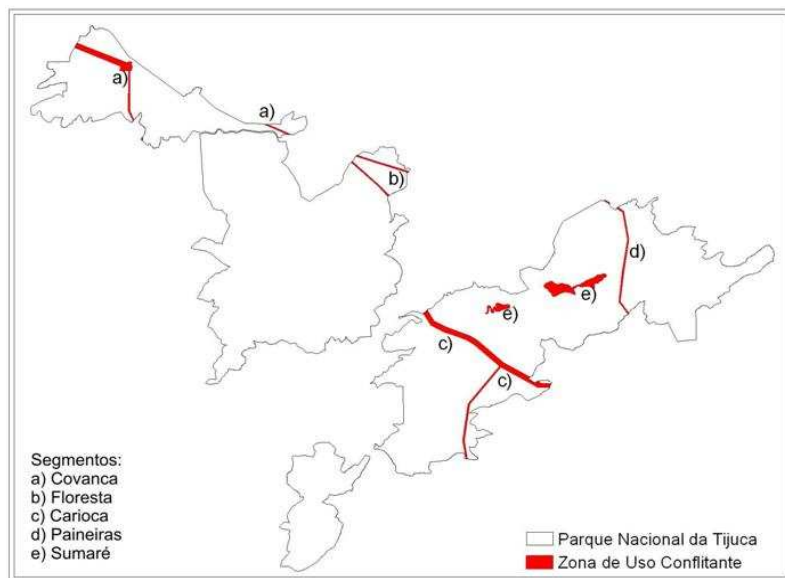 a)
a)
b)
d)
e)
e)
c)
c)
Segmentos:
a) Covanca
b) Floresta
c) Carioca
d) Paineiras
e) Sumaré
Parque Nacional da Tijuca
Zona de Uso Conflitante